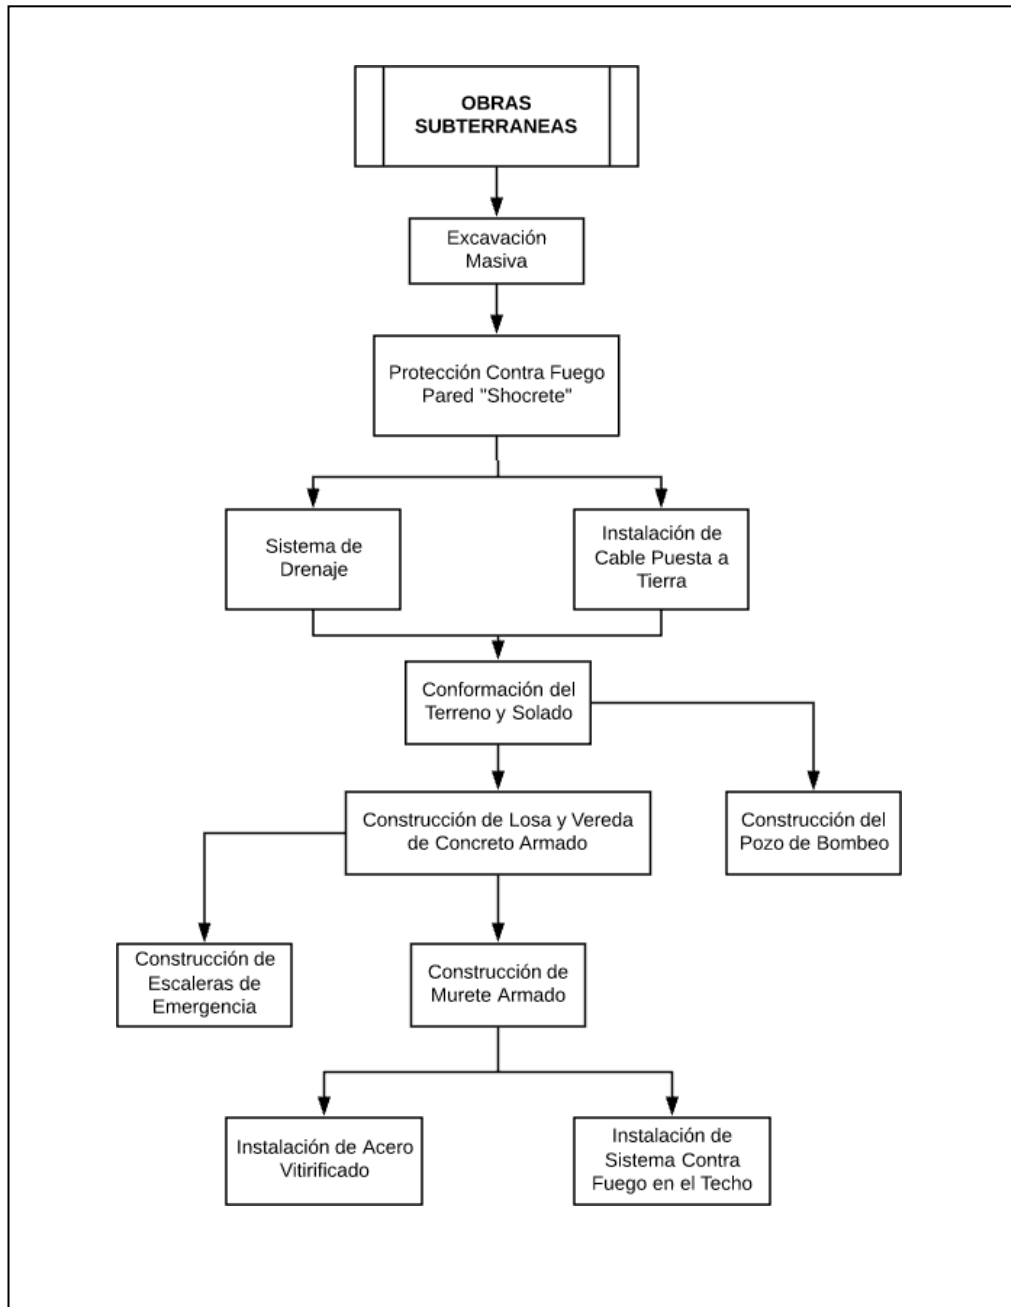 OBRAS
SUBTERRANEAS
Excavación
Masiva
Protección Contra Fuego
Pared "Shocrete"
Sistema de
Drenaje
Instalación de
Cable Puesta a
Tierra
Conformación del
Terreno y Solado
Construcción de Losa y Vereda
de Concreto Armado
Construcción del
Pozo de Bombeo
Construcción de
Escaleras de
Emergencia
Construcción de
Murete Armado
Instalación de Acero
Vitirificado
Instalación de
Sistema Contra
Fuego en el Techo